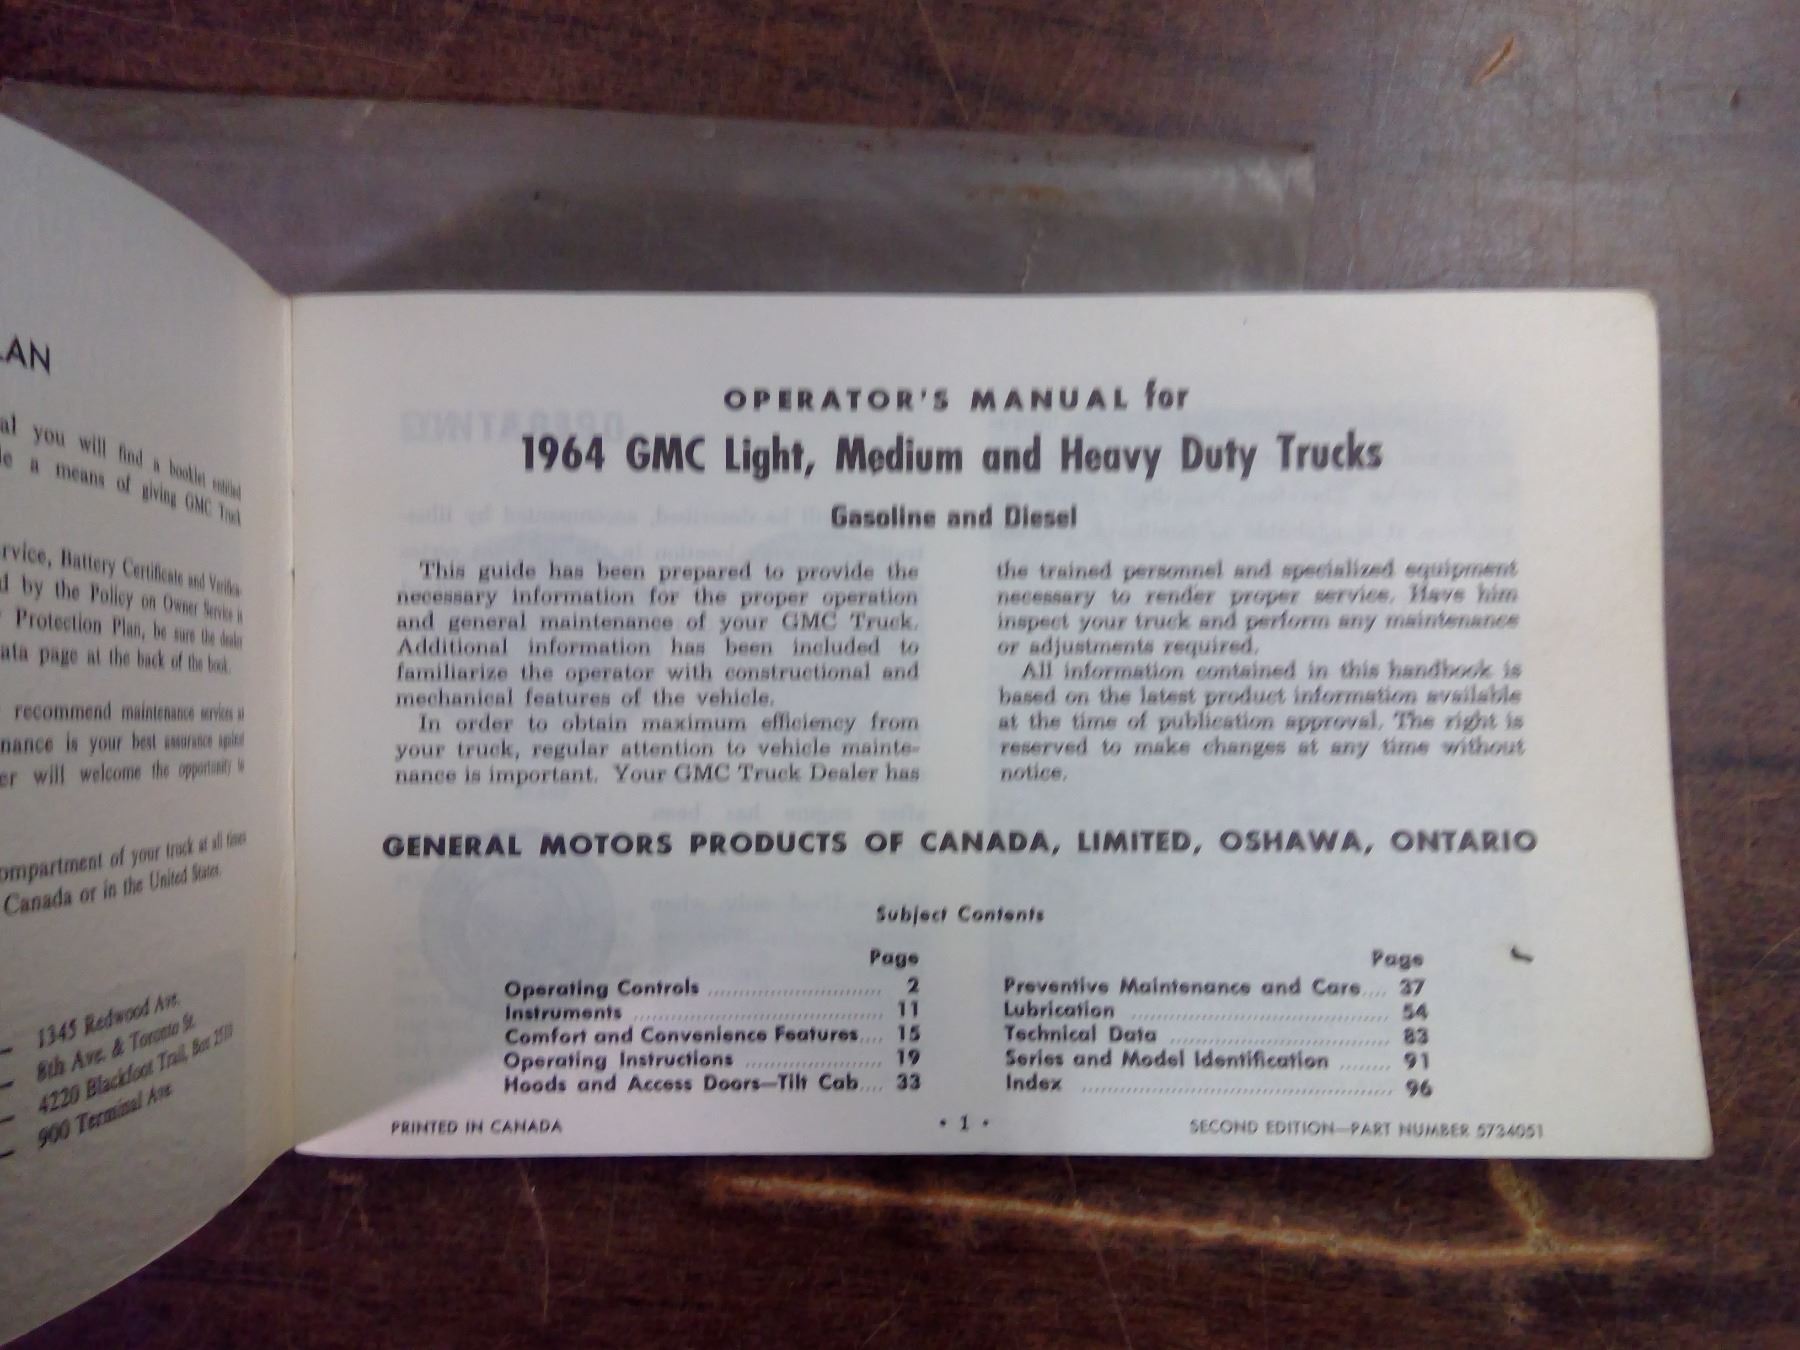 LAN
al you will find a booklet entitled
le a means of giving GMC Truck
rvice, Battery Certificate and Verifica-
d by the Policy on Owner Service is
Protection Plan, be sure the dealer
ata page at the back of the book.
recommend maintenance services at
nance is your best assurance against
er will welcome the opportunity to
ompartment of your truck at all times
Canada or in the United States.
1345 Redwood Ave.
8th Ave. & Toronto St.
4220 Blackfoot Trail, Box 2510
900 Terminal Ave.
OPERATOR'S MANUAL for
1964 GMC Light, Medium and Heavy Duty Trucks
Gasoline and Diesel
This guide has been prepared to provide the
necessary information for the proper operation
and general maintenance of your GMC Truck.
Additional information has been included to
familiarize the operator with constructional and
mechanical features of the vehicle.
In order to obtain maximum efficiency from
your truck, regular attention to vehicle mainte-
nance is important. Your GMC Truck Dealer has
the trained personnel and specialized equipment
necessary to render proper service. Have him
inspect your truck and perform any maintenance
or adjustments required.
All information contained in this handbook is
based on the latest product information available
at the time of publication approval. The right is
reserved to make changes at any time without
notice.
GENERAL MOTORS PRODUCTS OF CANADA, LIMITED, OSHAWA, ONTARIO
Subject Contents
Page
Operating Controls 2
Instruments 11
Comfort and Convenience Features 15
Operating Instructions 19
Hoods and Access Doors—Tilt Cab 33
Page
Preventive Maintenance and Care 37
Lubrication 54
Technical Data 83
Series and Model Identification 91
Index 96
PRINTED IN CANADA
• 1 •
SECOND EDITION—PART NUMBER 5734051